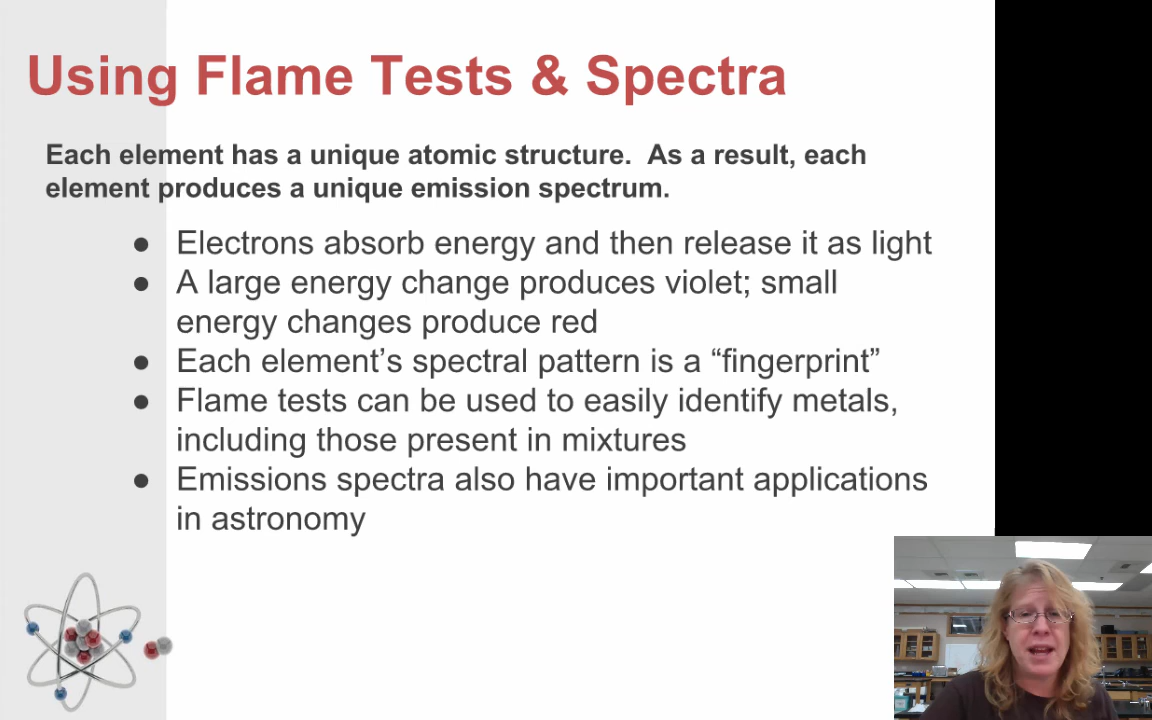 Using Flame Tests & Spectra
Each element has a unique atomic structure.  As a result, each
element produces a unique emission spectrum.
● Electrons absorb energy and then release it as light
● A large energy change produces violet; small
energy changes produce red
● Each element’s spectral pattern is a “fingerprint”
● Flame tests can be used to easily identify metals,
including those present in mixtures
● Emissions spectra also have important applications
in astronomy